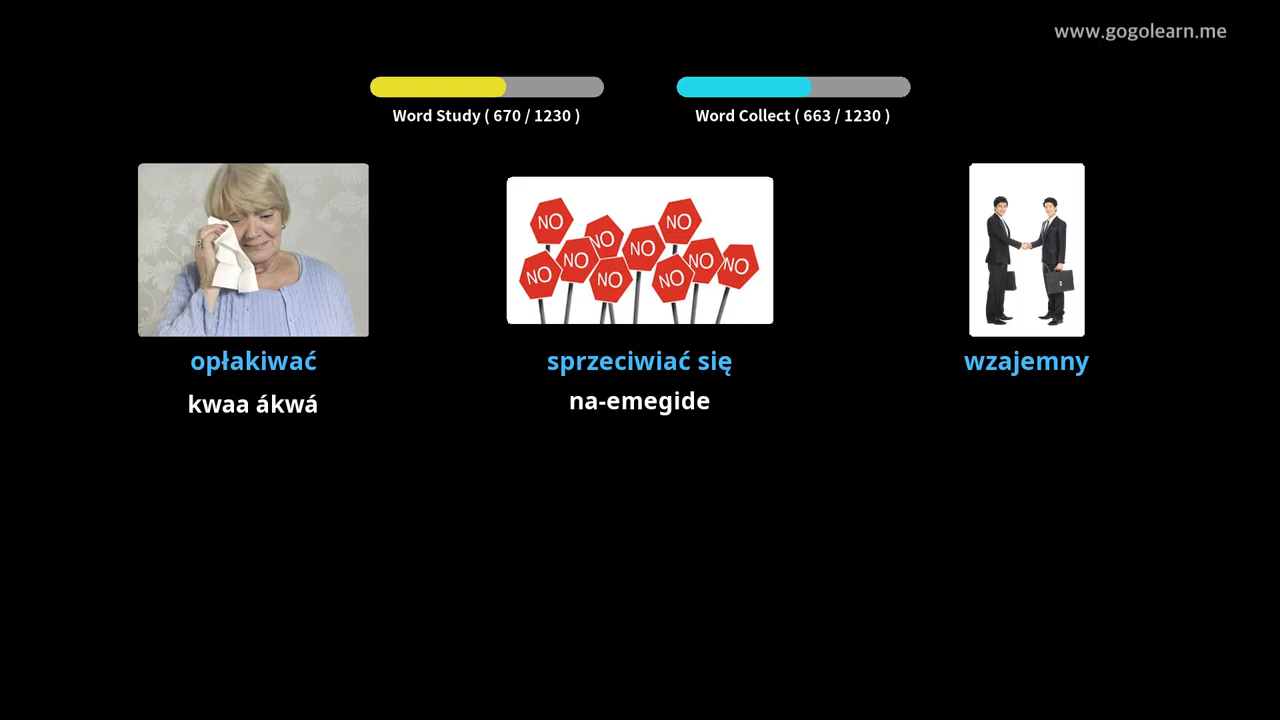 www.gogolearn.me
Word Study ( 670 / 1230 )
Word Collect ( 663 / 1230 )
NO
NO
NO
NO
NO
NO
NO
NO
NO
NO
opłakiwać
sprzeciwiać się
wzajemny
kwaa ákwá
na-emegide